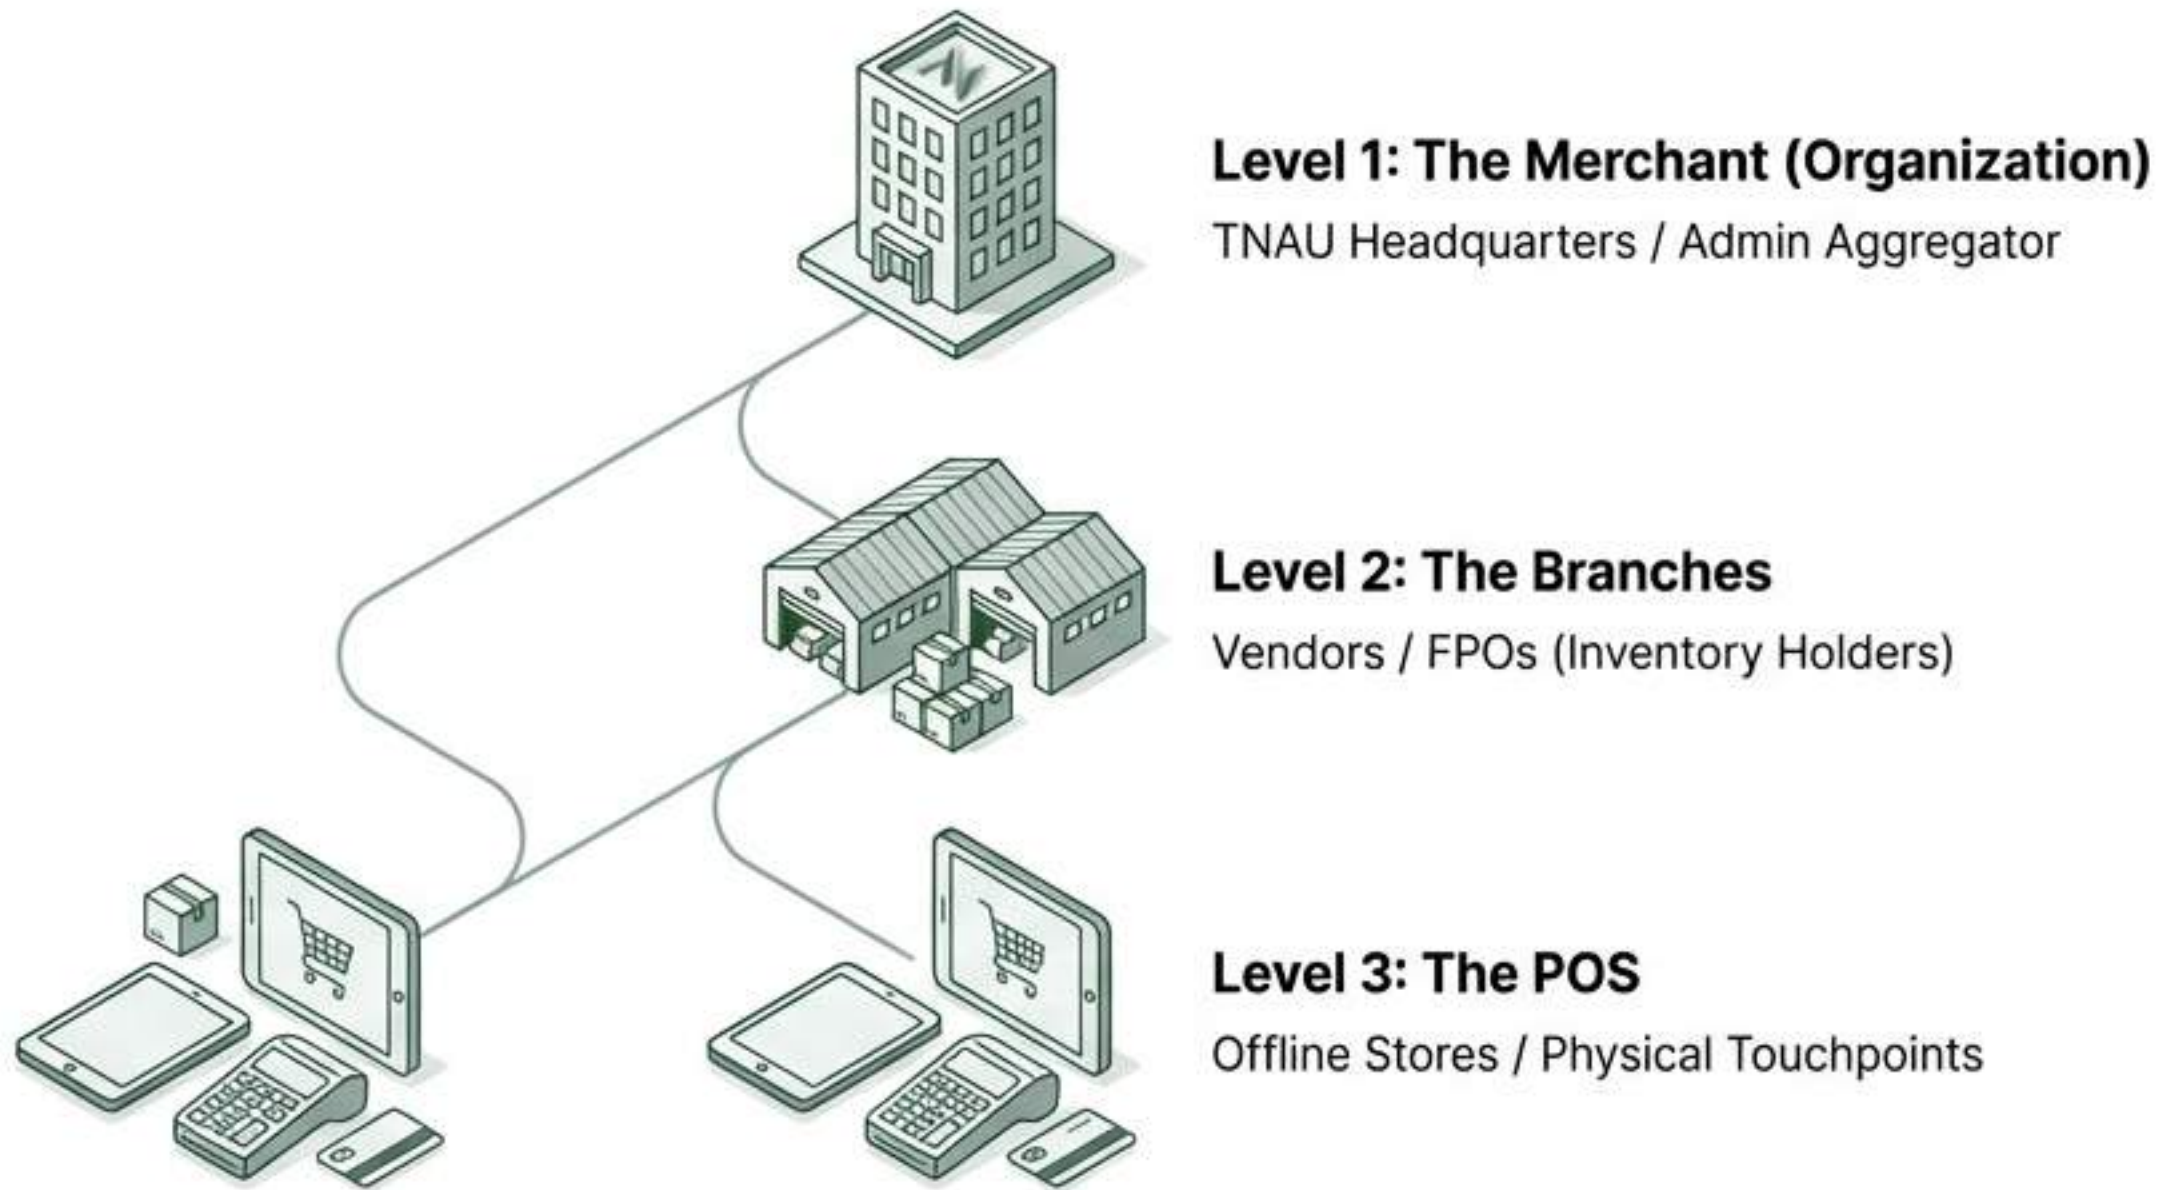 Level 1: The Merchant (Organization)
TNAU Headquarters / Admin Aggregator
Level 2: The Branches
Vendors / FPOs (Inventory Holders)
Level 3: The POS
Offline Stores / Physical Touchpoints